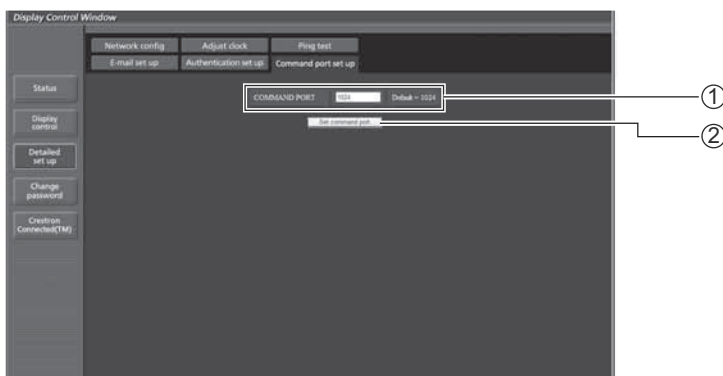 Display Control Window
Network config Adjust clock Ping test
E-mail set up Authentication set up Command port set up
Status
COMMAND PORT 1024 Default = 1024
①
Set command port
②
Display control
Detailed set up
Change password
Crestron Connected(TM)